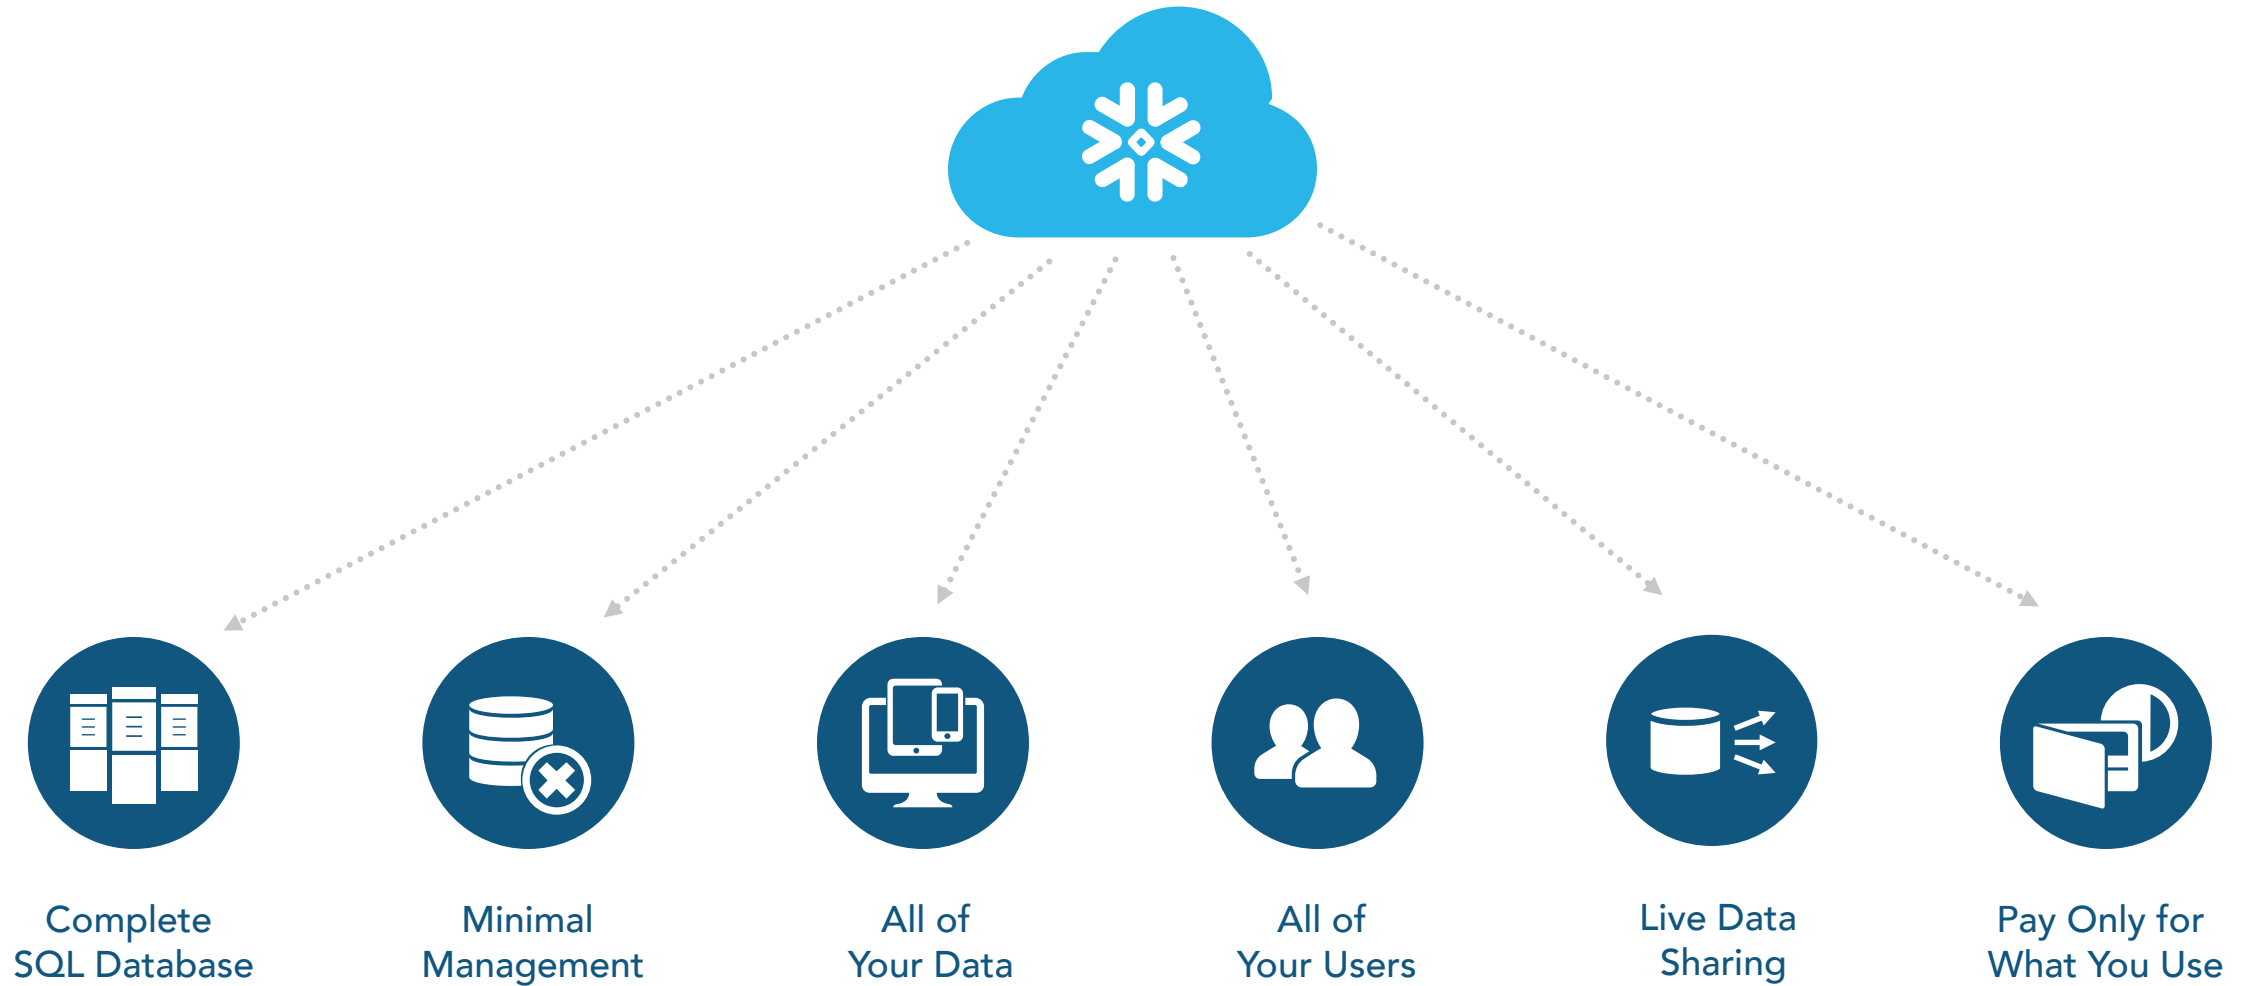 Complete
SQL Database
Minimal
Management
All of
Your Data
All of
Your Users
Live Data
Sharing
Pay Only for
What You Use